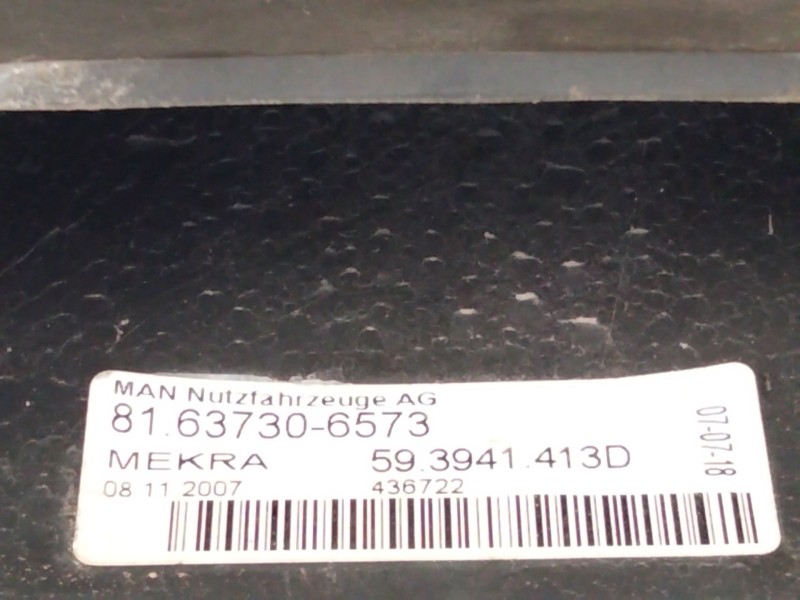 MAN Nutzfahrzeuge AG
81.63730-6573
MEKRA 59.3941.413D
08 11 2007 436722
07-07-18